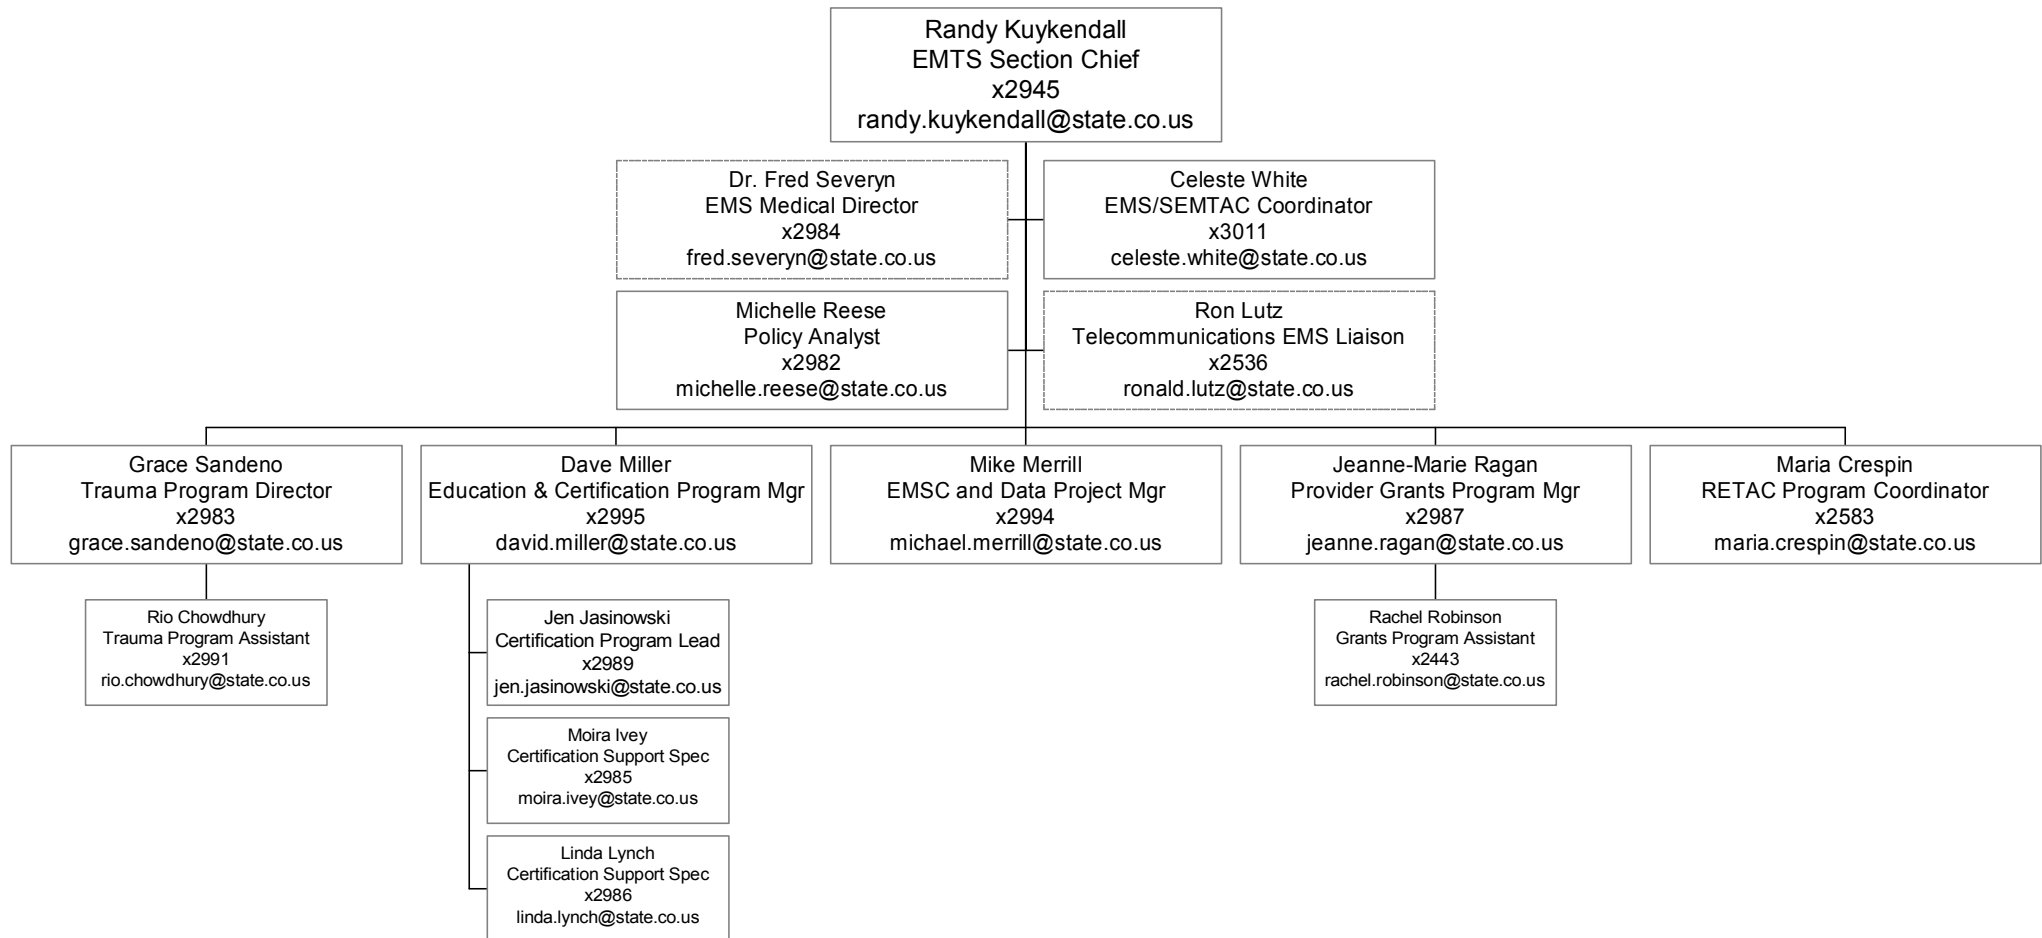 Randy Kuykendall
EMTS Section Chief
x2945
randy.kuykendall@state.co.us
Dr. Fred Severyn
EMS Medical Director
x2984
fred.severyn@state.co.us
Celeste White
EMS/SEMTAC Coordinator
x3011
celeste.white@state.co.us
Michelle Reese
Policy Analyst
x2982
michelle.reese@state.co.us
Ron Lutz
Telecommunications EMS Liaison
x2536
ronald.lutz@state.co.us
Grace Sandeno
Trauma Program Director
x2983
grace.sandeno@state.co.us
Dave Miller
Education & Certification Program Mgr
x2995
david.miller@state.co.us
Mike Merrill
EMSC and Data Project Mgr
x2994
michael.merrill@state.co.us
Jeanne-Marie Ragan
Provider Grants Program Mgr
x2987
jeanne.ragan@state.co.us
Maria Crespin
RETAC Program Coordinator
x2583
maria.crespin@state.co.us
Rio Chowdhury
Trauma Program Assistant
x2991
rio.chowdhury@state.co.us
Jen Jasinowski
Certification Program Lead
x2989
jen.jasinowski@state.co.us
Moira Ivey
Certification Support Spec
x2985
moira.ivey@state.co.us
Linda Lynch
Certification Support Spec
x2986
linda.lynch@state.co.us
Rachel Robinson
Grants Program Assistant
x2443
rachel.robinson@state.co.us